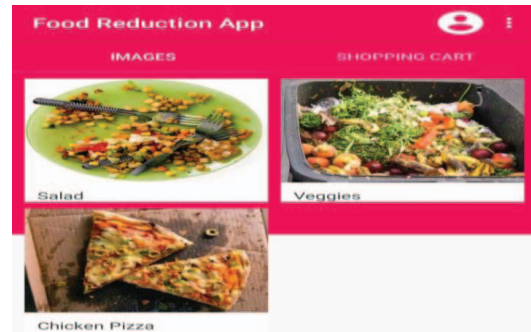 Food Reduction App
IMAGES
SHOPPING CART
Salad
Veggies
Chicken Pizza